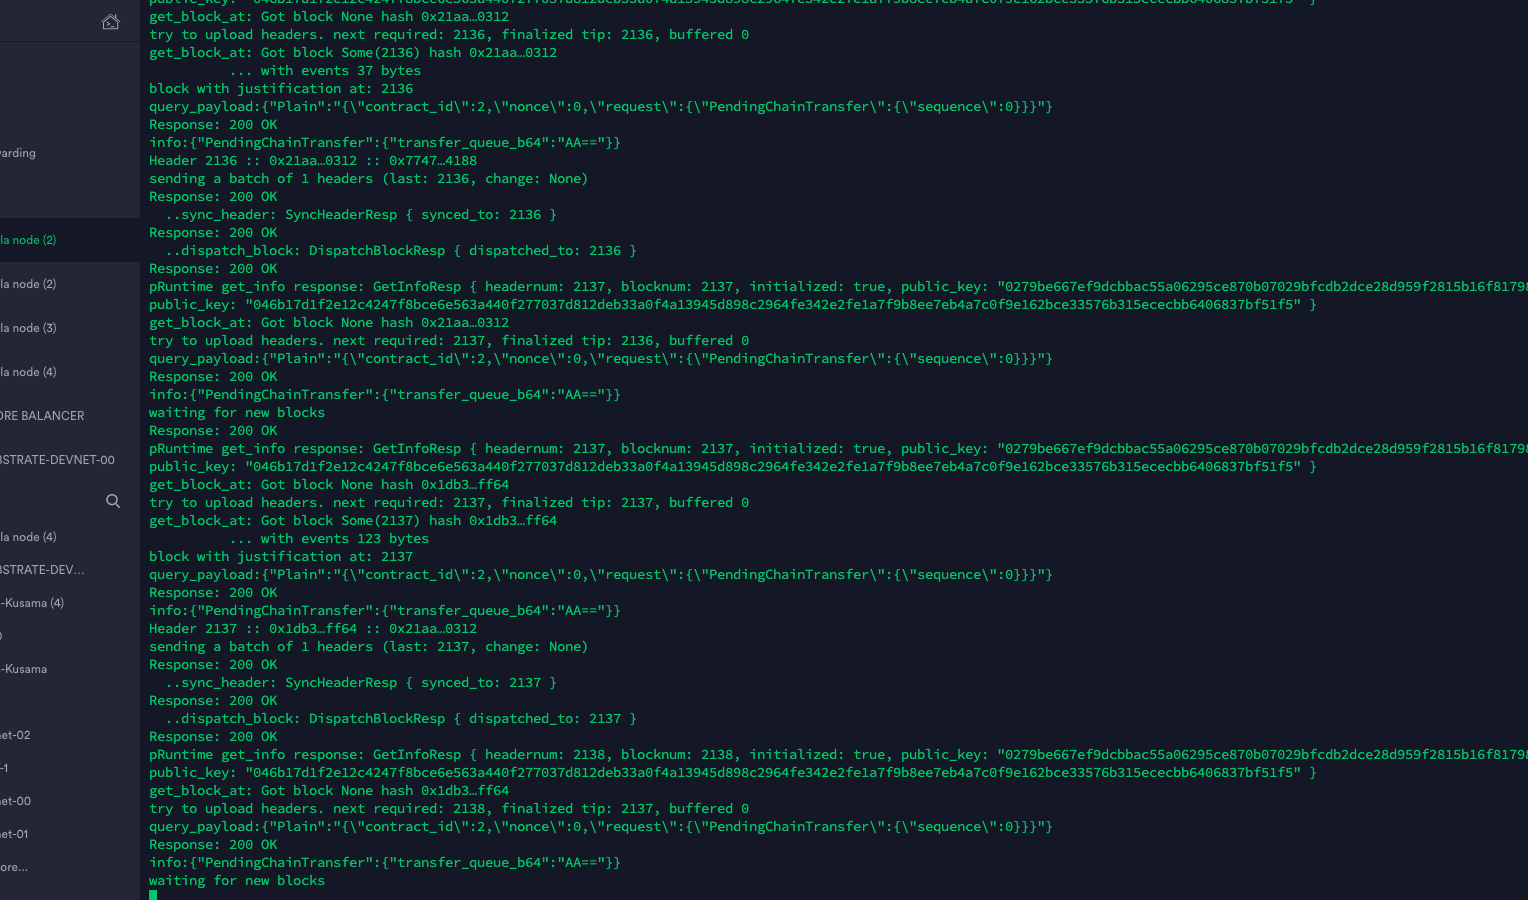 varding
la node (2)
la node (2)
la node (3)
la node (4)
ORE BALANCER
BSTRATE-DEVNET-00
la node (4)
BSTRATE-DEV...
-Kusama (4)
-Kusama
net-02
-1
net-00
net-01
ore...
public_key: "046b17d1f2e12c4247f8bce6e563a440f277037d812deb33a0f4a13945d898c2964fe342e2fe1a7f9b8ee7eb4a7c0f9e162bce33576b315ececbb6406837bf51f5" }
get_block_at: Got block None hash 0x21aa…0312
try to upload headers. next required: 2136, finalized tip: 2136, buffered 0
get_block_at: Got block Some(2136) hash 0x21aa…0312
... with events 37 bytes
block with justification at: 2136
query_payload:{"Plain":"{\"contract_id\":2,\"nonce\":0,\"request\":{\"PendingChainTransfer\":{\"sequence\":0}}}"}
Response: 200 OK
info:{"PendingChainTransfer":{"transfer_queue_b64":"AA=="}}
Header 2136 :: 0x21aa…0312 :: 0x7747…4188
sending a batch of 1 headers (last: 2136, change: None)
Response: 200 OK
..sync_header: SyncHeaderResp { synced_to: 2136 }
Response: 200 OK
..dispatch_block: DispatchBlockResp { dispatched_to: 2136 }
Response: 200 OK
pRuntime get_info response: GetInfoResp { headernum: 2137, blocknum: 2137, initialized: true, public_key: "0279be667ef9dcbbac55a06295ce870b07029bfcdb2dce28d959f2815b16f81798
public_key: "046b17d1f2e12c4247f8bce6e563a440f277037d812deb33a0f4a13945d898c2964fe342e2fe1a7f9b8ee7eb4a7c0f9e162bce33576b315ececbb6406837bf51f5" }
get_block_at: Got block None hash 0x21aa…0312
try to upload headers. next required: 2137, finalized tip: 2136, buffered 0
query_payload:{"Plain":"{\"contract_id\":2,\"nonce\":0,\"request\":{\"PendingChainTransfer\":{\"sequence\":0}}}"}
Response: 200 OK
info:{"PendingChainTransfer":{"transfer_queue_b64":"AA=="}}
waiting for new blocks
Response: 200 OK
pRuntime get_info response: GetInfoResp { headernum: 2137, blocknum: 2137, initialized: true, public_key: "0279be667ef9dcbbac55a06295ce870b07029bfcdb2dce28d959f2815b16f81798
public_key: "046b17d1f2e12c4247f8bce6e563a440f277037d812deb33a0f4a13945d898c2964fe342e2fe1a7f9b8ee7eb4a7c0f9e162bce33576b315ececbb6406837bf51f5" }
get_block_at: Got block None hash 0x1db3…ff64
try to upload headers. next required: 2137, finalized tip: 2137, buffered 0
get_block_at: Got block Some(2137) hash 0x1db3…ff64
... with events 123 bytes
block with justification at: 2137
query_payload:{"Plain":"{\"contract_id\":2,\"nonce\":0,\"request\":{\"PendingChainTransfer\":{\"sequence\":0}}}"}
Response: 200 OK
info:{"PendingChainTransfer":{"transfer_queue_b64":"AA=="}}
Header 2137 :: 0x1db3…ff64 :: 0x21aa…0312
sending a batch of 1 headers (last: 2137, change: None)
Response: 200 OK
..sync_header: SyncHeaderResp { synced_to: 2137 }
Response: 200 OK
..dispatch_block: DispatchBlockResp { dispatched_to: 2137 }
Response: 200 OK
pRuntime get_info response: GetInfoResp { headernum: 2138, blocknum: 2138, initialized: true, public_key: "0279be667ef9dcbbac55a06295ce870b07029bfcdb2dce28d959f2815b16f81798
public_key: "046b17d1f2e12c4247f8bce6e563a440f277037d812deb33a0f4a13945d898c2964fe342e2fe1a7f9b8ee7eb4a7c0f9e162bce33576b315ececbb6406837bf51f5" }
get_block_at: Got block None hash 0x1db3…ff64
try to upload headers. next required: 2138, finalized tip: 2137, buffered 0
query_payload:{"Plain":"{\"contract_id\":2,\"nonce\":0,\"request\":{\"PendingChainTransfer\":{\"sequence\":0}}}"}
Response: 200 OK
info:{"PendingChainTransfer":{"transfer_queue_b64":"AA=="}}
waiting for new blocks